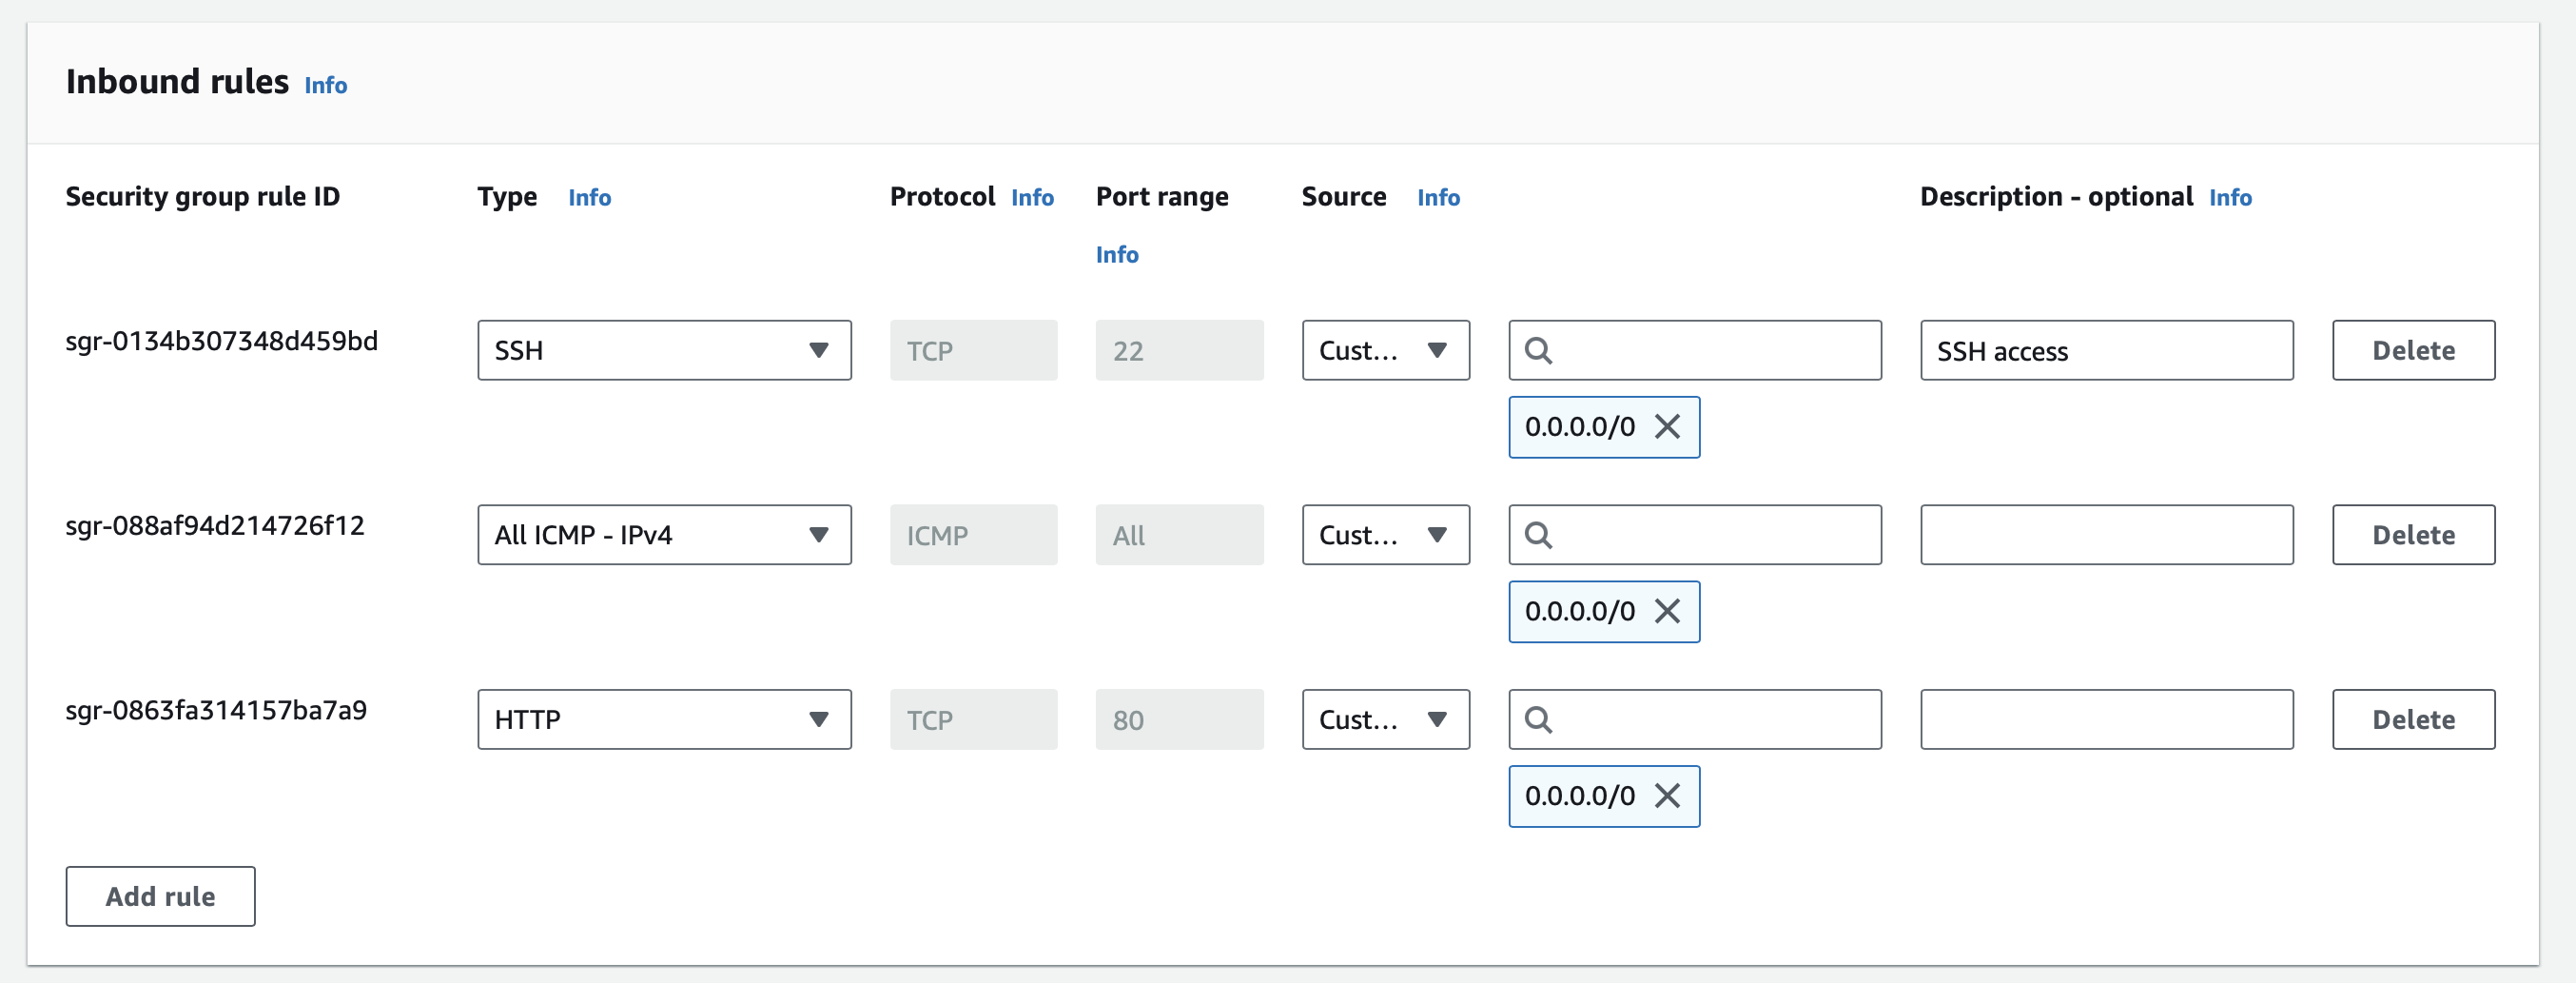 Inbound rules Info
Security group rule ID Type Info Protocol Info Port range Info Source Info Description - optional Info
sgr-0134b307348d459bd SSH TCP 22 Cust... SSH access Delete
0.0.0.0/0
sgr-088af94d214726f12 All ICMP - IPv4 ICMP All Cust... Delete
0.0.0.0/0
sgr-0863fa314157ba7a9 HTTP TCP 80 Cust... Delete
0.0.0.0/0
Add rule